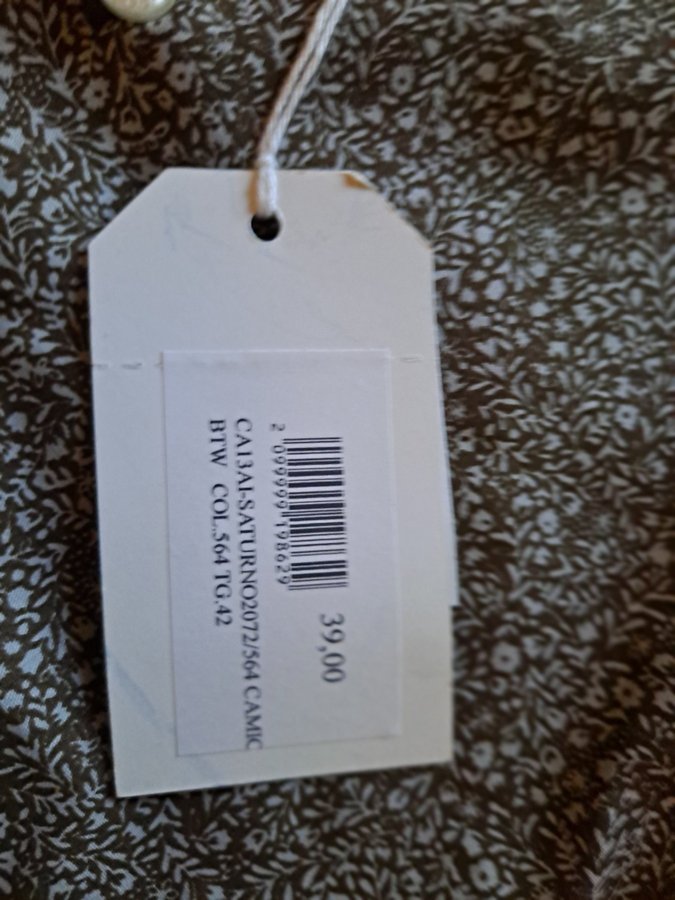 39,00
2 099999 198629
CA13AI-SATURNO2072/564 CAMIC
BTW COL.564 TG.42